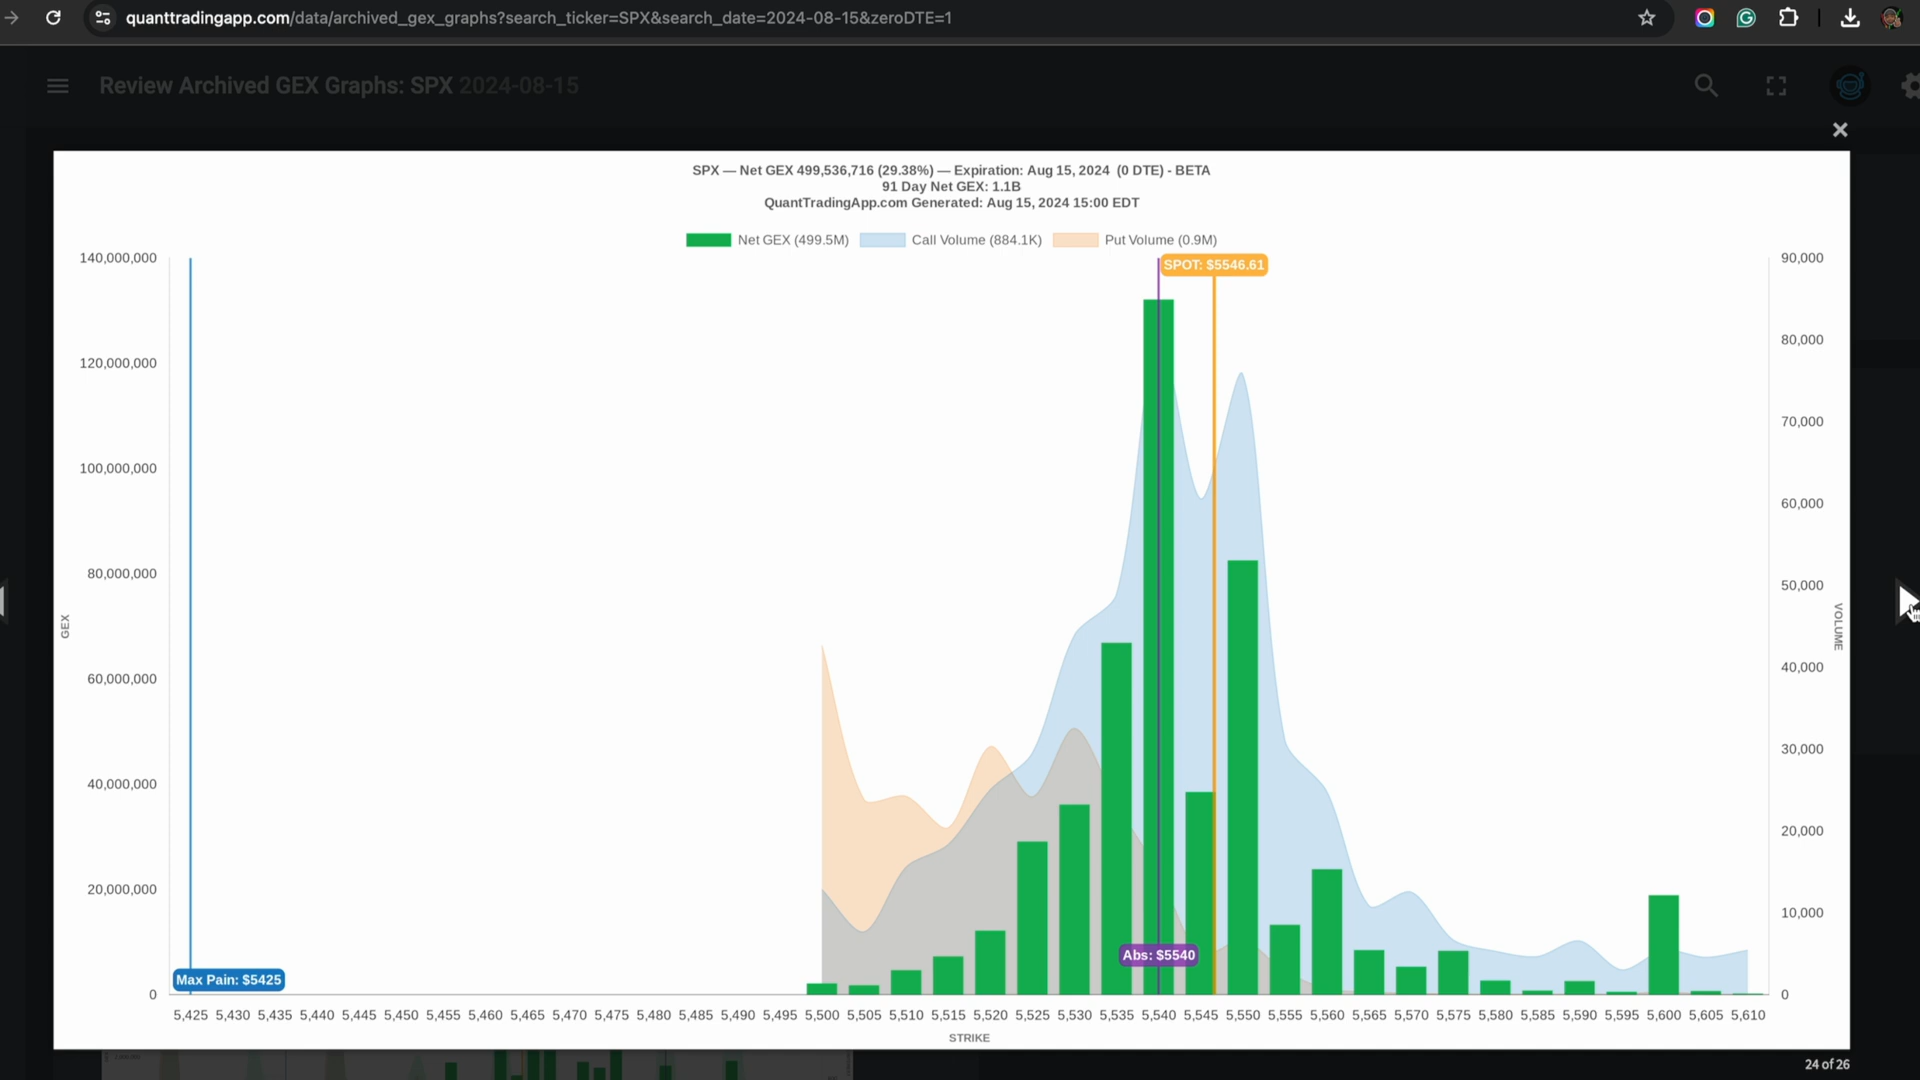 quanttradingapp.com/data/archived_gex_graphs?search_ticker=SPX&search_date=2024-08-15&zeroDTE=1
Review Archived GEX Graphs: SPX 2024-08-15
SPX — Net GEX 499,536,716 (29.38%) — Expiration: Aug 15, 2024 (0 DTE) - BETA
91 Day Net GEX: 1.1B
QuantTradingApp.com Generated: Aug 15, 2024 15:00 EDT
Net GEX (499.5M) Call Volume (884.1K) Put Volume (0.9M)
SPOT: $5546.61
140,000,000
120,000,000
100,000,000
80,000,000
60,000,000
40,000,000
20,000,000
0
GEX
90,000
80,000
70,000
60,000
50,000
40,000
30,000
20,000
10,000
0
VOLUME
Abs: $5540
Max Pain: $5425
5,425 5,430 5,435 5,440 5,445 5,450 5,455 5,460 5,465 5,470 5,475 5,480 5,485 5,490 5,495 5,500 5,505 5,510 5,515 5,520 5,525 5,530 5,535 5,540 5,545 5,550 5,555 5,560 5,565 5,570 5,575 5,580 5,585 5,590 5,595 5,600 5,605 5,610
STRIKE
24 of 26